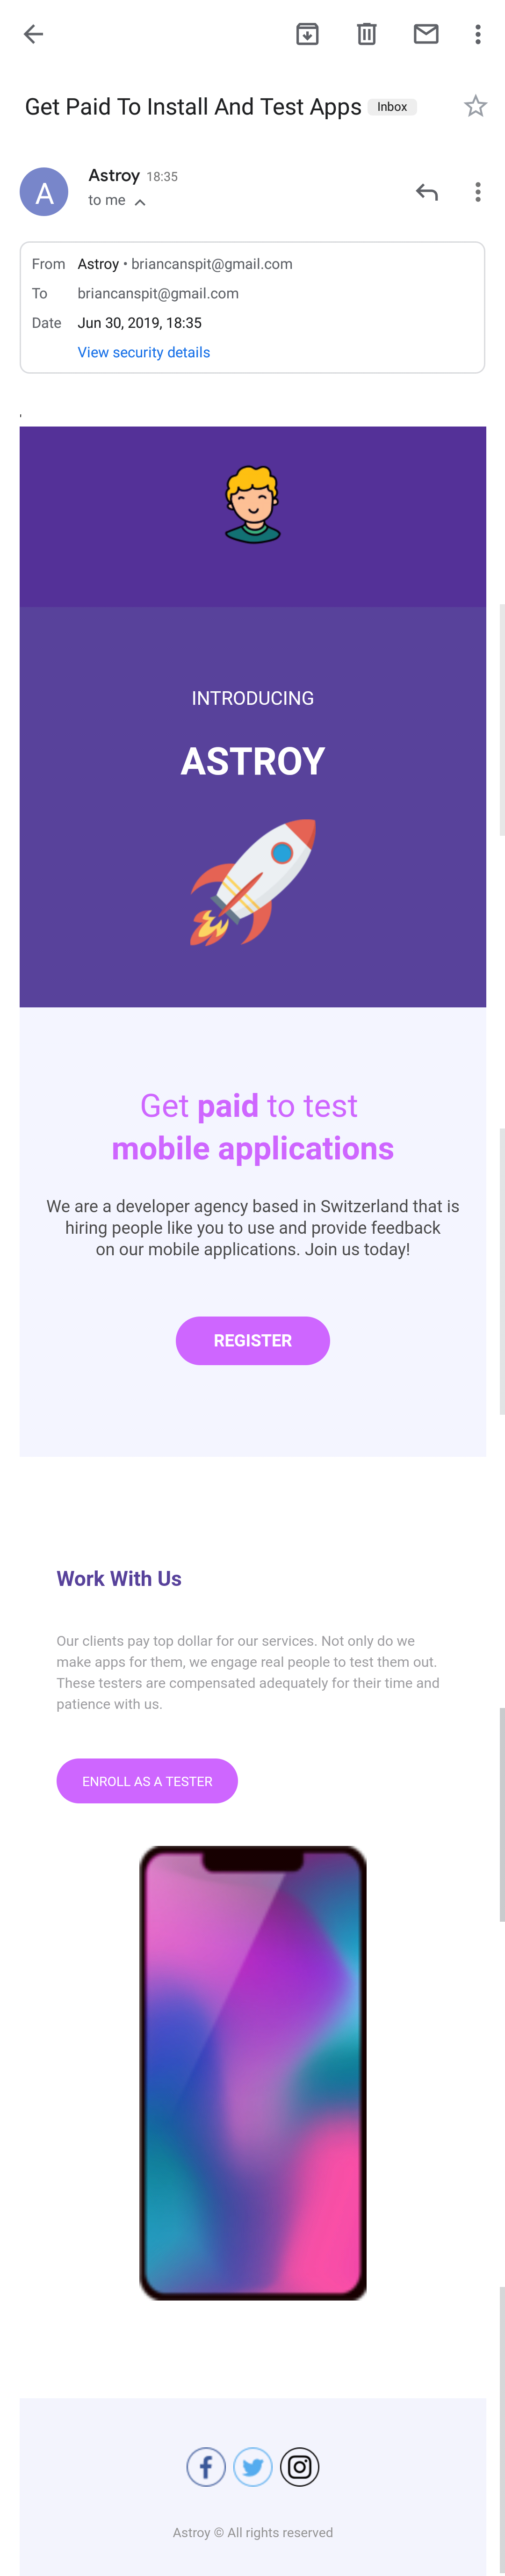 Get Paid To Install And Test Apps Inbox
A
Astroy 18:35
to me
From Astroy • briancanspit@gmail.com
To briancanspit@gmail.com
Date Jun 30, 2019, 18:35
View security details
INTRODUCING
ASTROY
Get paid to test
mobile applications
We are a developer agency based in Switzerland that is
hiring people like you to use and provide feedback
on our mobile applications. Join us today!
REGISTER
Work With Us
Our clients pay top dollar for our services. Not only do we
make apps for them, we engage real people to test them out.
These testers are compensated adequately for their time and
patience with us.
ENROLL AS A TESTER
Astroy © All rights reserved